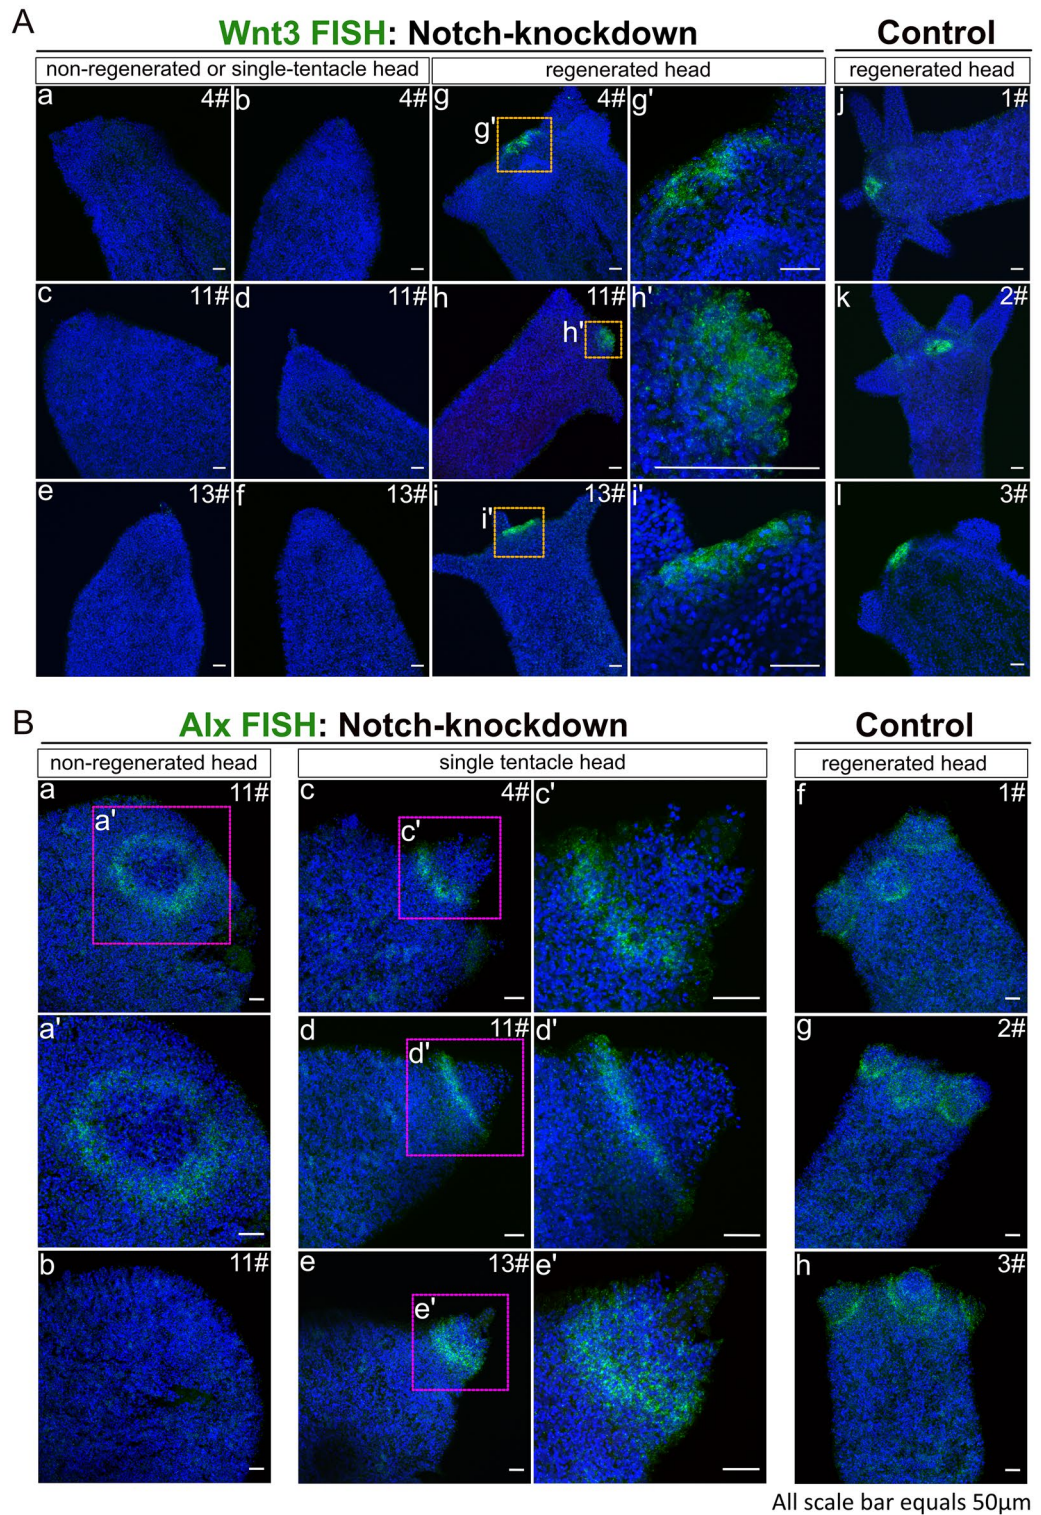 A
Wnt3 FISH: Notch-knockdown
Control
non-regenerated or single-tentacle head
regenerated head
regenerated head
a 4#
b 4#
g 4#
g'
g'
j 1#
c 11#
d 11#
h 11#
h'
h'
k 2#
e 13#
f 13#
i 13#
i'
i'
l 3#
B
Alx FISH: Notch-knockdown
Control
non-regenerated head
single tentacle head
regenerated head
a 11#
a'
c 4#
c'
c'
f 1#
a'
d 11#
d'
d'
g 2#
b 11#
e 13#
e'
e'
h 3#
All scale bar equals 50μm